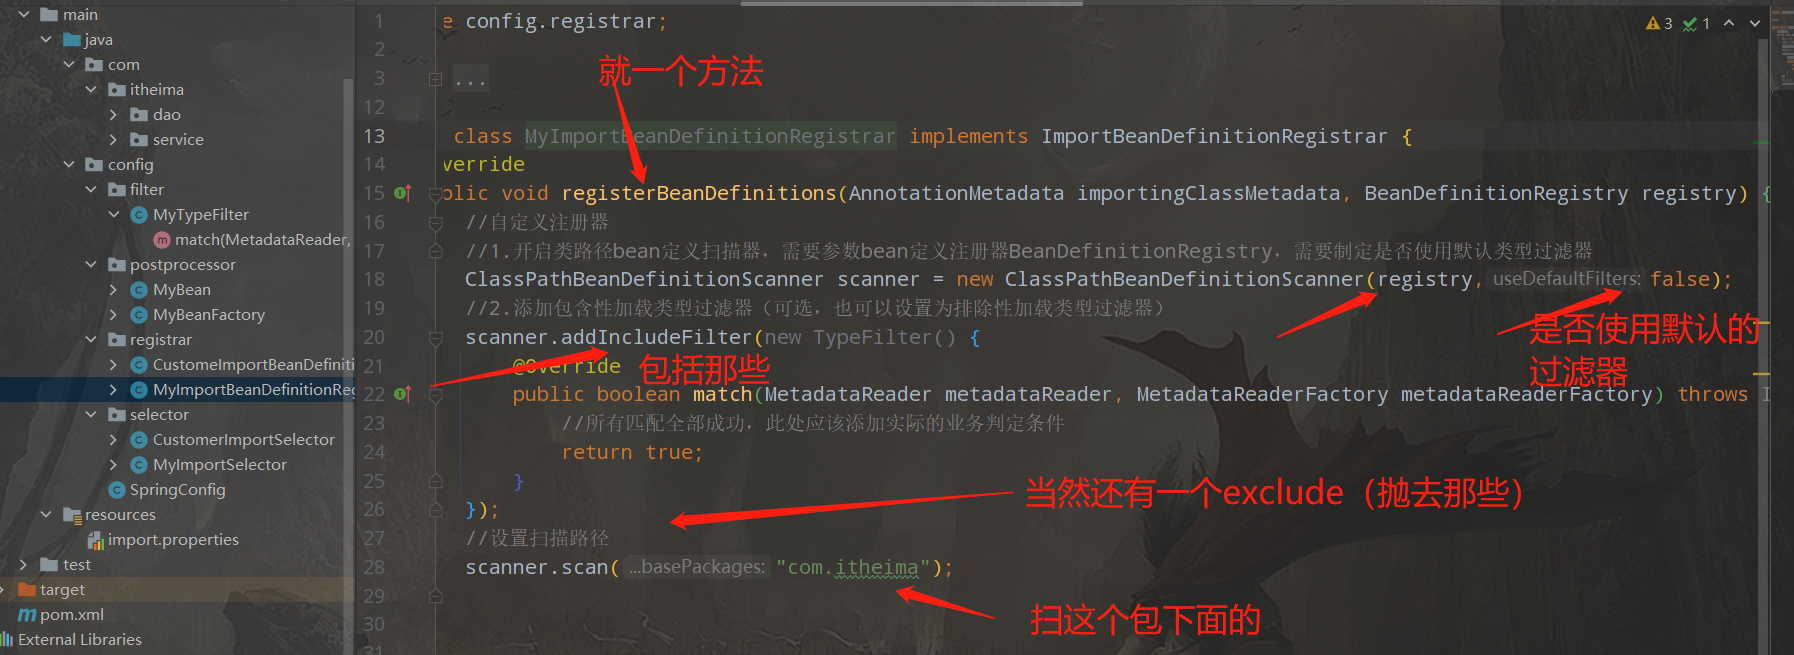 main
java
com
itheima
dao
service
config
filter
MyTypeFilter
match(MetadataReader,
postprocessor
MyBean
MyBeanFactory
registrar
CustomeImportBeanDefiniti
MyImportBeanDefinitionReg
selector
CustomerImportSelector
MyImportSelector
SpringConfig
resources
import.properties
test
target
pom.xml
External Libraries
3 1
1 e config.registrar;
2
3 ...
12
13 class MyImportBeanDefinitionRegistrar implements ImportBeanDefinitionRegistrar {
14 verride
15 blic void registerBeanDefinitions(AnnotationMetadata importingClassMetadata, BeanDefinitionRegistry registry) {
16 //自定义注册器
17 //1.开启类路径bean定义扫描器，需要参数bean定义注册器BeanDefinitionRegistry，需要制定是否使用默认类型过滤器
18 ClassPathBeanDefinitionScanner scanner = new ClassPathBeanDefinitionScanner(registry, useDefaultFilters: false);
19 //2.添加包含性加载类型过滤器（可选，也可以设置为排除性加载类型过滤器）
20 scanner.addIncludeFilter(new TypeFilter() {
21 @Override
22 public boolean match(MetadataReader metadataReader, MetadataReaderFactory metadataReaderFactory) throws I
23 //所有匹配全部成功，此处应该添加实际的业务判定条件
24 return true;
25 }
26 });
27 //设置扫描路径
28 scanner.scan( ...basePackages: "com.itheima");
29
30
31
就一个方法
是否使用默认的
过滤器
包括那些
当然还有一个exclude（抛去那些）
扫这个包下面的